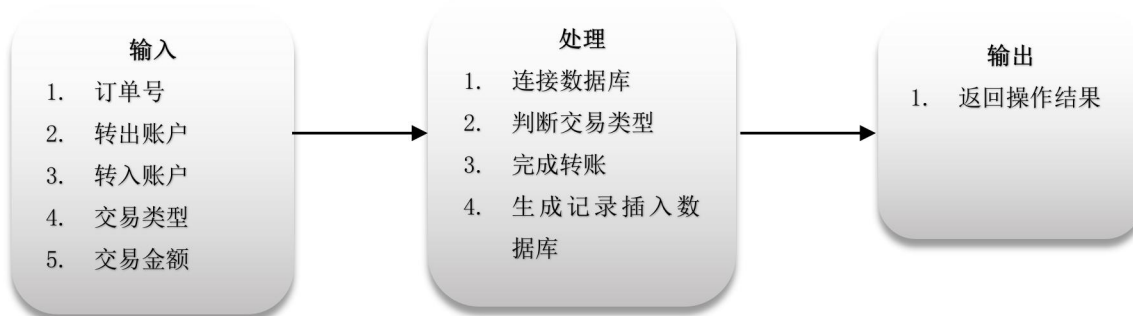 输入
1. 订单号
2. 转出账户
3. 转入账户
4. 交易类型
5. 交易金额
处理
1. 连接数据库
2. 判断交易类型
3. 完成转账
4. 生成记录插入数
据库
输出
1. 返回操作结果